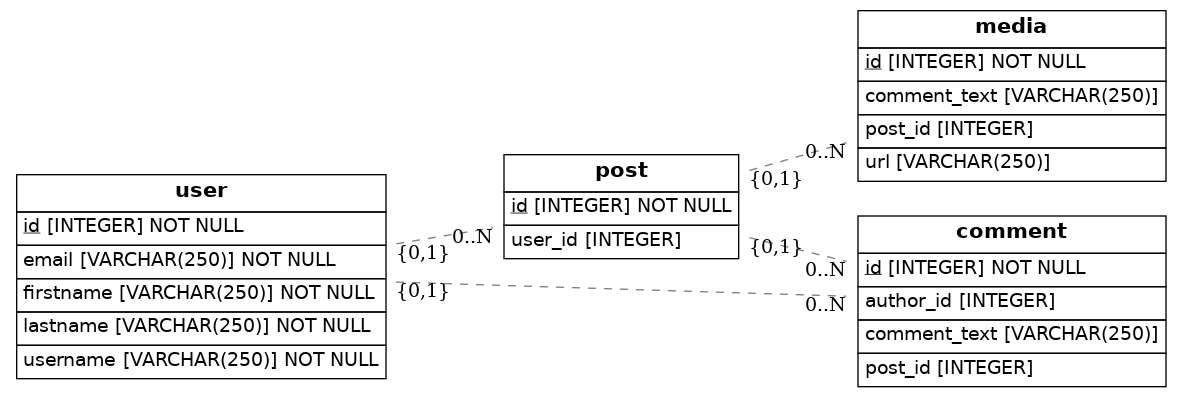 media
id [INTEGER] NOT NULL
comment_text [VARCHAR(250)]
post_id [INTEGER]
url [VARCHAR(250)]
0..N
{0,1}
post
id [INTEGER] NOT NULL
user_id [INTEGER]
user
id [INTEGER] NOT NULL
email [VARCHAR(250)] NOT NULL
firstname [VARCHAR(250)] NOT NULL
lastname [VARCHAR(250)] NOT NULL
username [VARCHAR(250)] NOT NULL
0..N
{0,1}
{0,1}
{0,1}
0..N
0..N
comment
id [INTEGER] NOT NULL
author_id [INTEGER]
comment_text [VARCHAR(250)]
post_id [INTEGER]